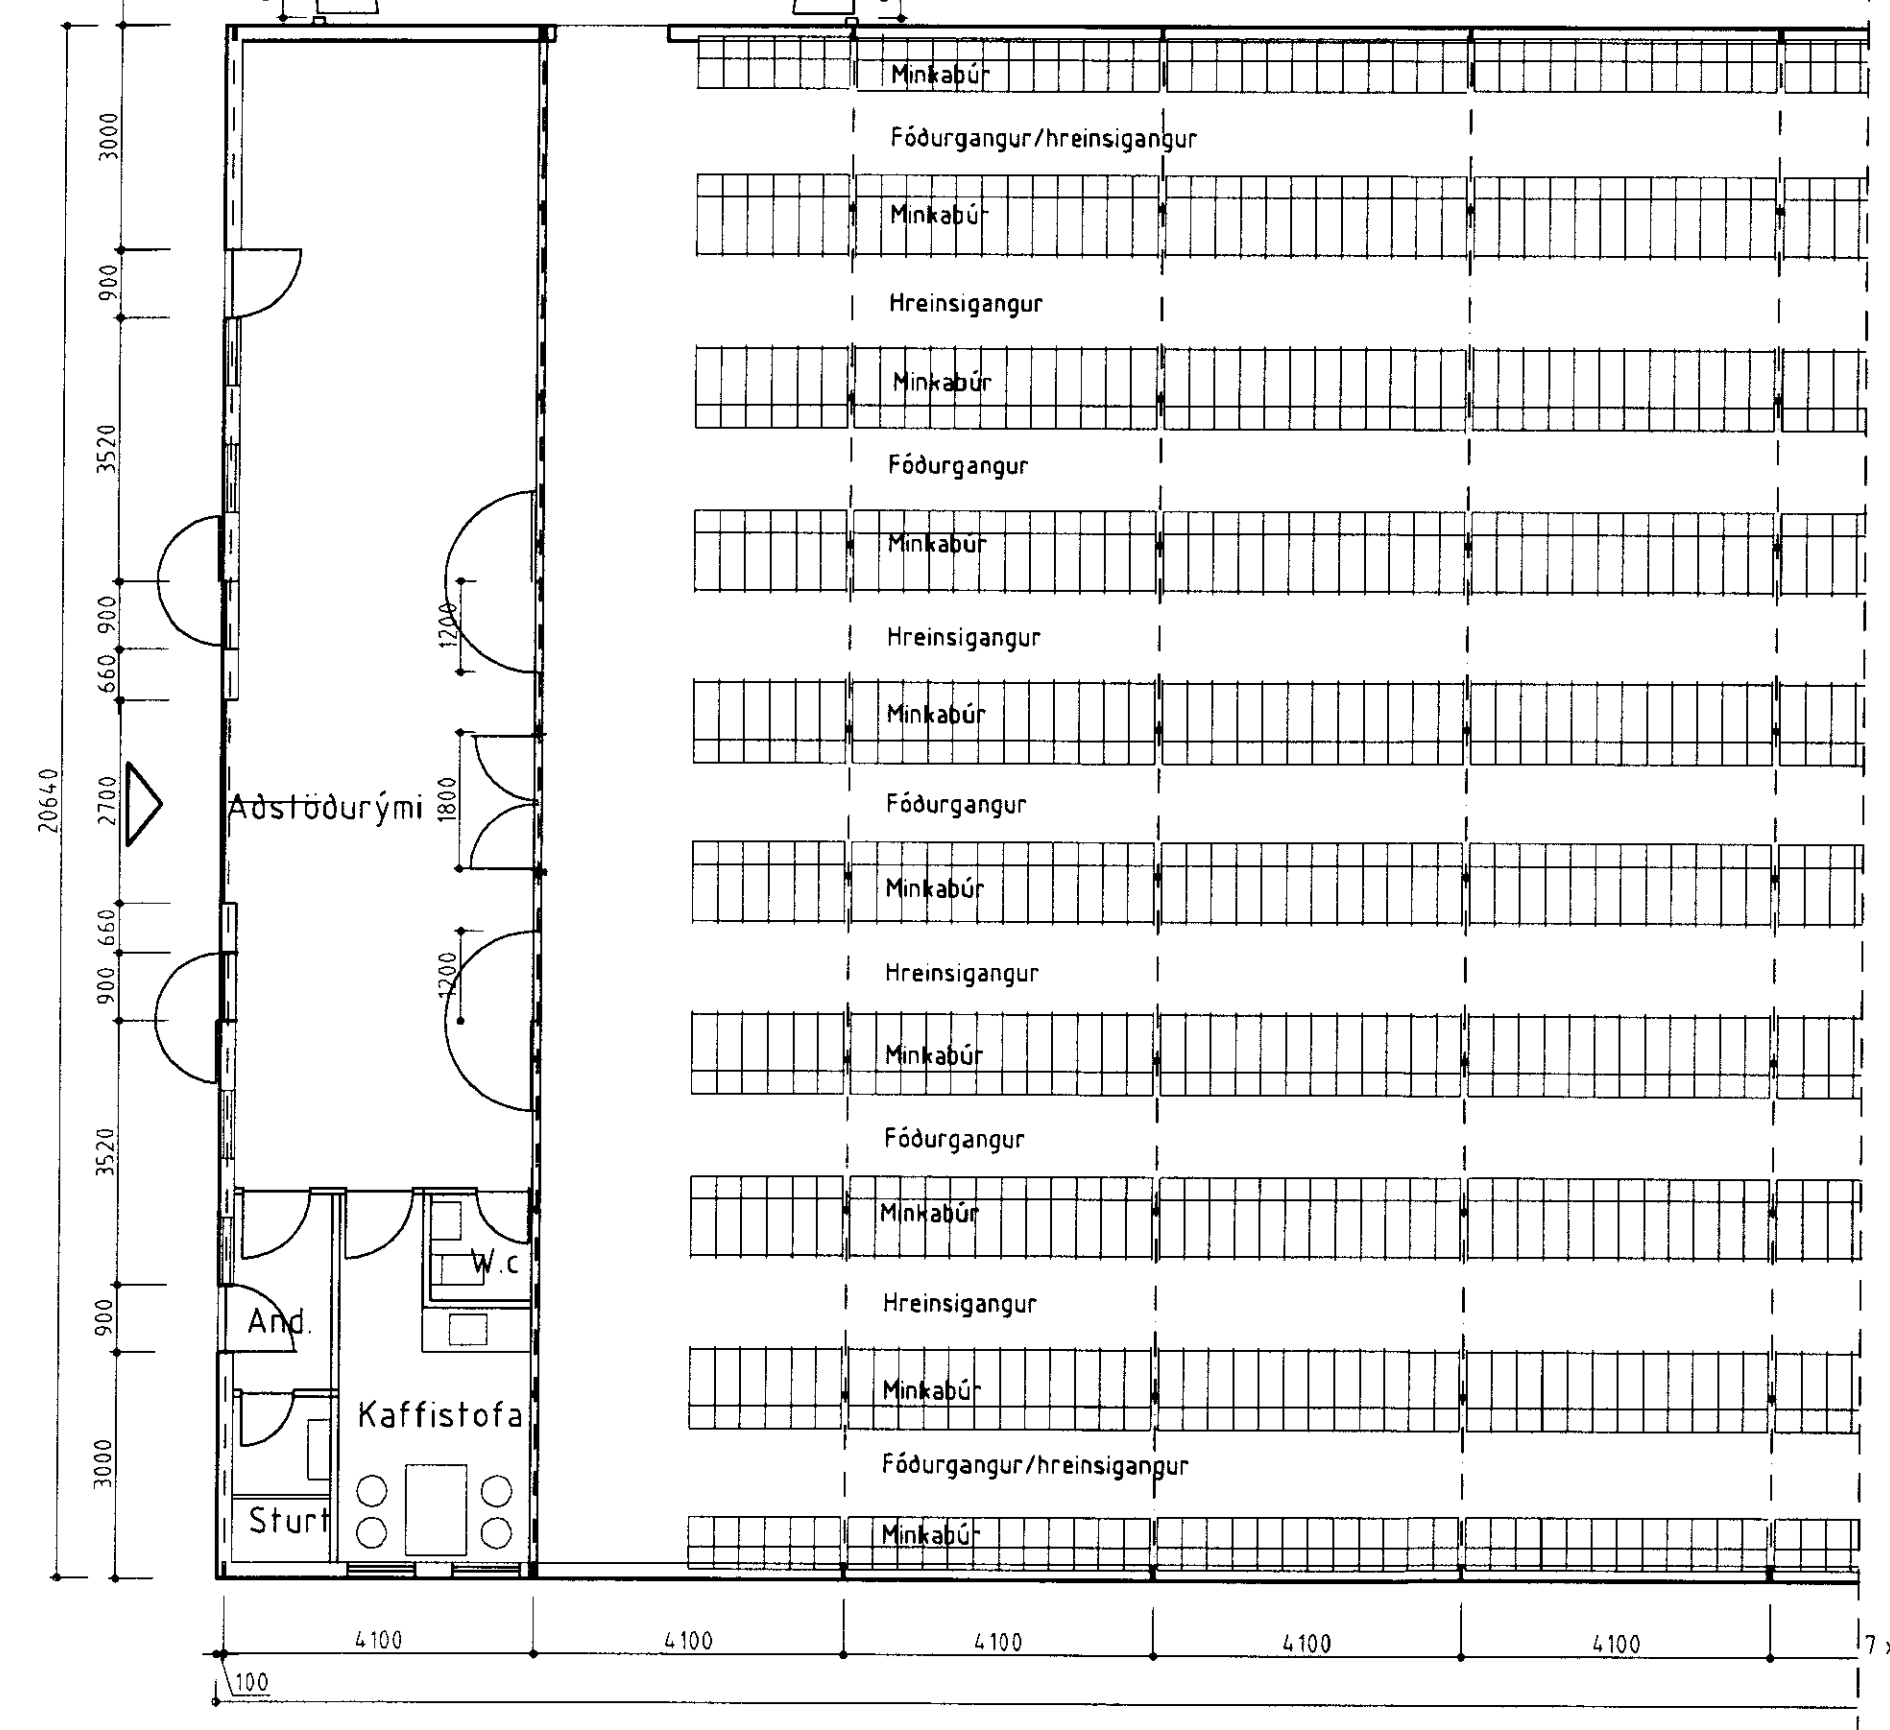 Minkabúr
Fóðurgangur/hreinsigangur
Minkabúr
Hreinsigangur
Minkabúr
Fóðurgangur
Minkabúr
Hreinsigangur
Minkabúr
Fóðurgangur
Minkabúr
Hreinsigangur
Minkabúr
Fóðurgangur
Minkabúr
Hreinsigangur
Minkabúr
Fóðurgangur/hreinsigangur
Minkabúr
Aðstöðurými
W.c
And.
Kaffistofa
Sturt
20640
3000
900
3520
900
660
2700
660
900
3520
900
3000
1200
1800
1200
4100
4100
4100
4100
4100
7
100